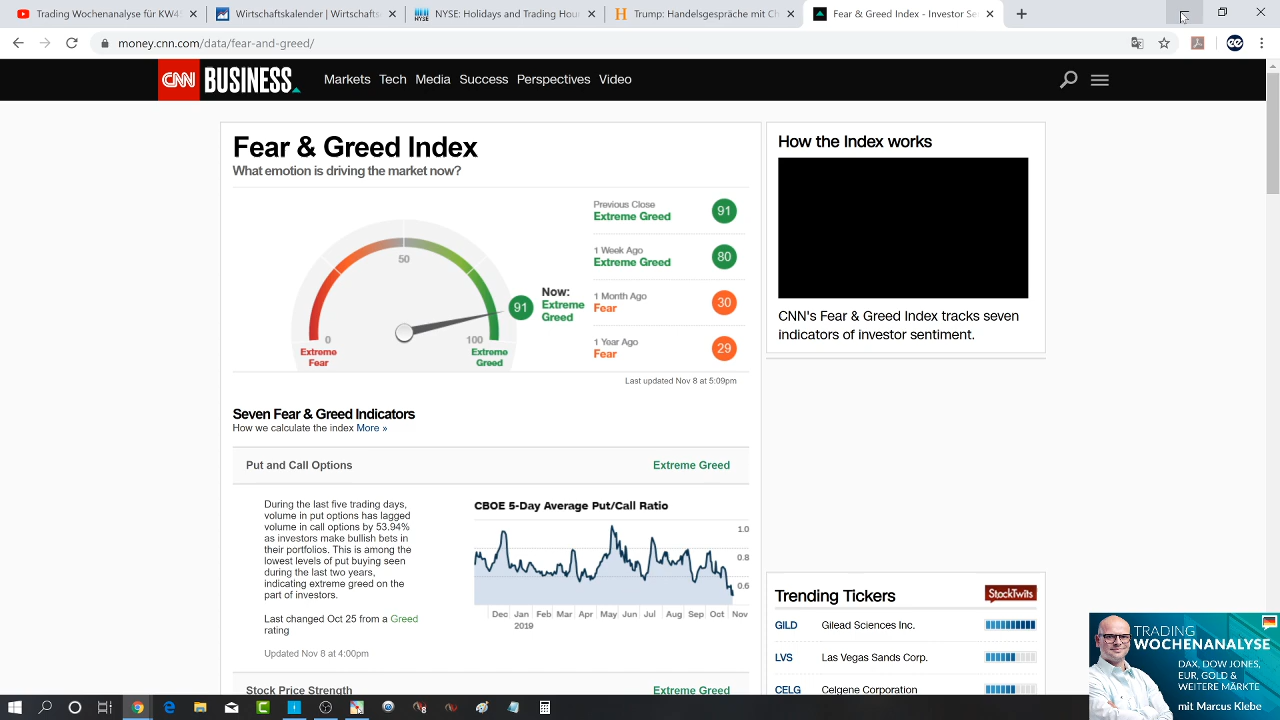 Trading Wochenanalyse für KW4
Wirtschaftskalender | Wirtschaft
NYSE: Holidays and Trading Hour
Trump: Handelsgespräche mit Ch
Fear & Greed Index - Investor Se
money.cnn.com/data/fear-and-greed/
CNN BUSINESS
Markets Tech Media Success Perspectives Video
Fear & Greed Index
What emotion is driving the market now?
Previous Close
Extreme Greed
91
1 Week Ago
Extreme Greed
80
1 Month Ago
Fear
30
1 Year Ago
Fear
29
50
0
100
Extreme
Fear
Extreme
Greed
91
Now:
Extreme
Greed
Last updated Nov 8 at 5:09pm
How the Index works
CNN's Fear & Greed Index tracks seven
indicators of investor sentiment.
Seven Fear & Greed Indicators
How we calculate the index More »
Put and Call Options
Extreme Greed
During the last five trading days,
volume in put options has lagged
volume in call options by 53.94%
as investors make bullish bets in
their portfolios. This is among the
lowest levels of put buying seen
during the last two years,
indicating extreme greed on the
part of investors.
Last changed Oct 25 from a Greed
rating
Updated Nov 8 at 4:00pm
CBOE 5-Day Average Put/Call Ratio
1.0
0.8
0.6
Dec Jan Feb Mar Apr May Jun Jul Aug Sep Oct Nov
2019
Stock Price Strength
Extreme Greed
Trending Tickers
StockTwits
GILD Gilead Sciences Inc.
LVS Las Vegas Sands Corp.
CELG Celgene Corporation
TRADING
WOCHENANALYSE
DAX, DOW JONES,
EUR, GOLD &
WEITERE MÄRKTE
mit Marcus Klebe